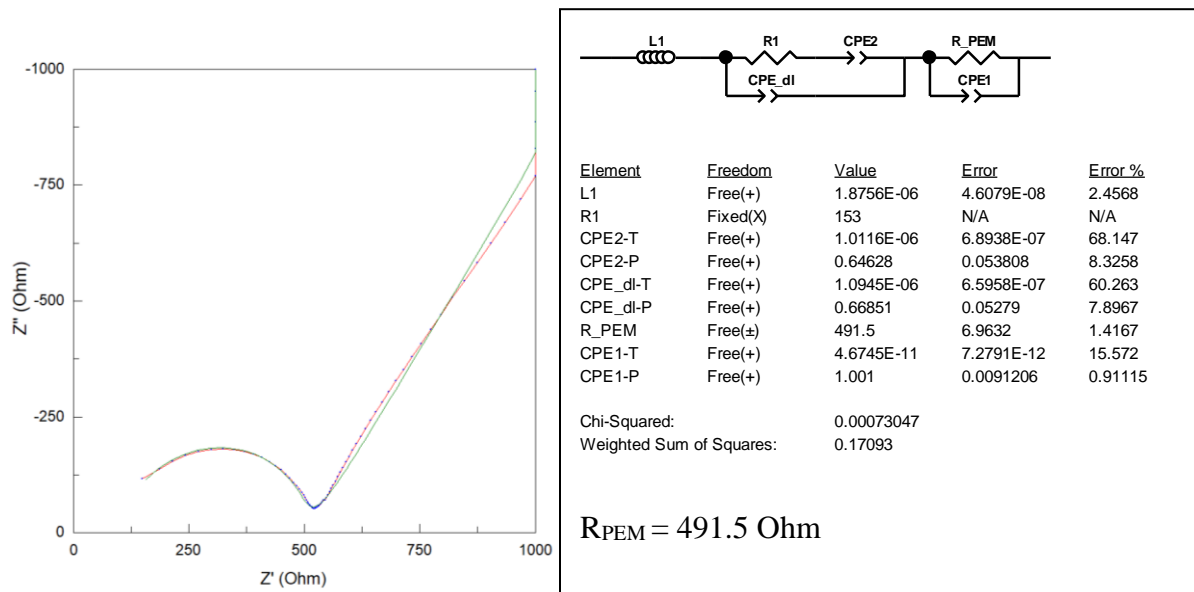 -1000
-750
-500
-250
0
Z'' (Ohm)
0 250 500 750 1000
Z' (Ohm)
L1 R1 CPE2 R_PEM
CPE_dl CPE1
Element Freedom Value Error Error %
L1 Free(+) 1.8756E-06 4.6079E-08 2.4568
R1 Fixed(X) 153 N/A N/A
CPE2-T Free(+) 1.0116E-06 6.8938E-07 68.147
CPE2-P Free(+) 0.64628 0.053808 8.3258
CPE_dl-T Free(+) 1.0945E-06 6.5958E-07 60.263
CPE_dl-P Free(+) 0.66851 0.05279 7.8967
R_PEM Free(±) 491.5 6.9632 1.4167
CPE1-T Free(+) 4.6745E-11 7.2791E-12 15.572
CPE1-P Free(+) 1.001 0.0091206 0.91115
Chi-Squared: 0.00073047
Weighted Sum of Squares: 0.17093
RPEM = 491.5 Ohm